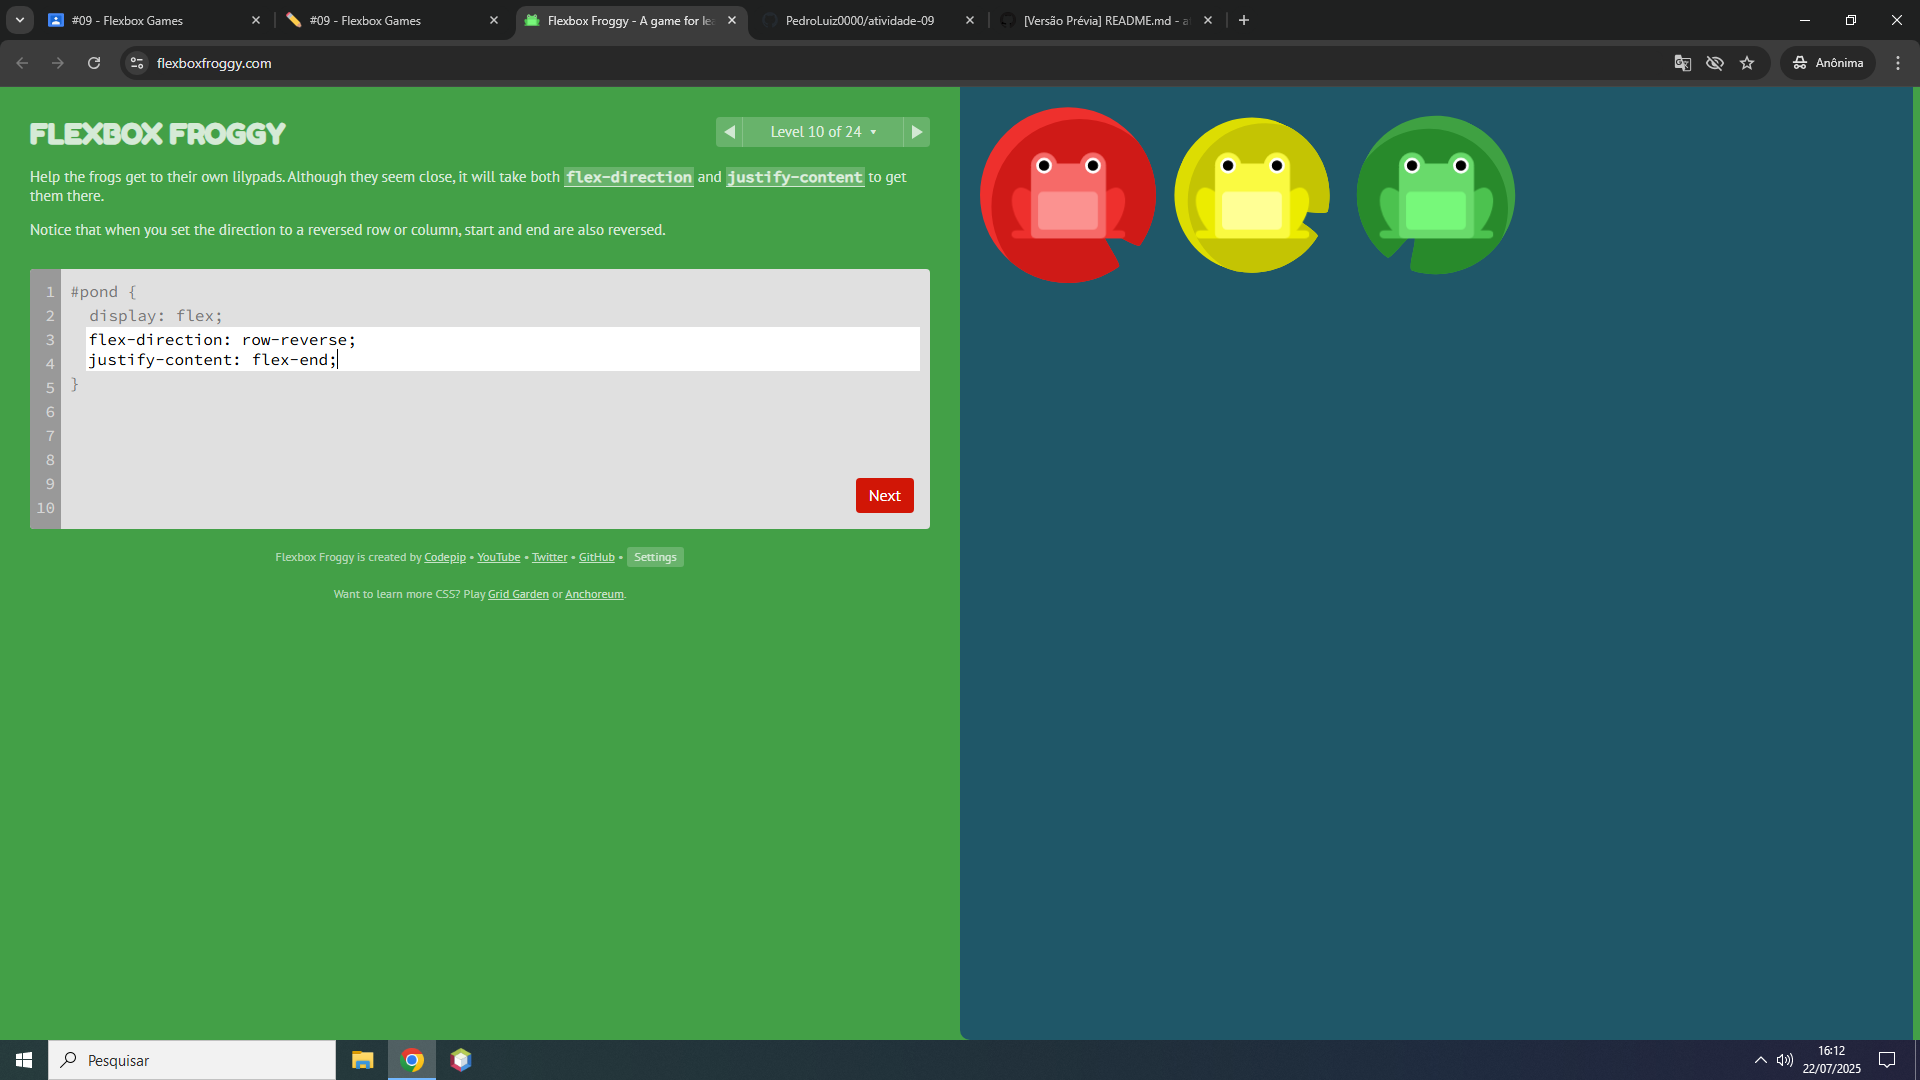 #09 - Flexbox Games
#09 - Flexbox Games
Flexbox Froggy - A game for lea
PedroLuiz0000/atividade-09
[Versão Prévia] README.md - a
flexboxfroggy.com
Anônima
FLEXBOX FROGGY
Level 10 of 24
Help the frogs get to their own lilypads. Although they seem close, it will take both flex-direction and justify-content to get
them there.
Notice that when you set the direction to a reversed row or column, start and end are also reversed.
1 #pond {
2 display: flex;
3 flex-direction: row-reverse;
4 justify-content: flex-end;
5 }
6
7
8
9
10
Next
Flexbox Froggy is created by Codepip • YouTube • Twitter • GitHub • Settings
Want to learn more CSS? Play Grid Garden or Anchoreum.
Pesquisar
16:12
22/07/2025